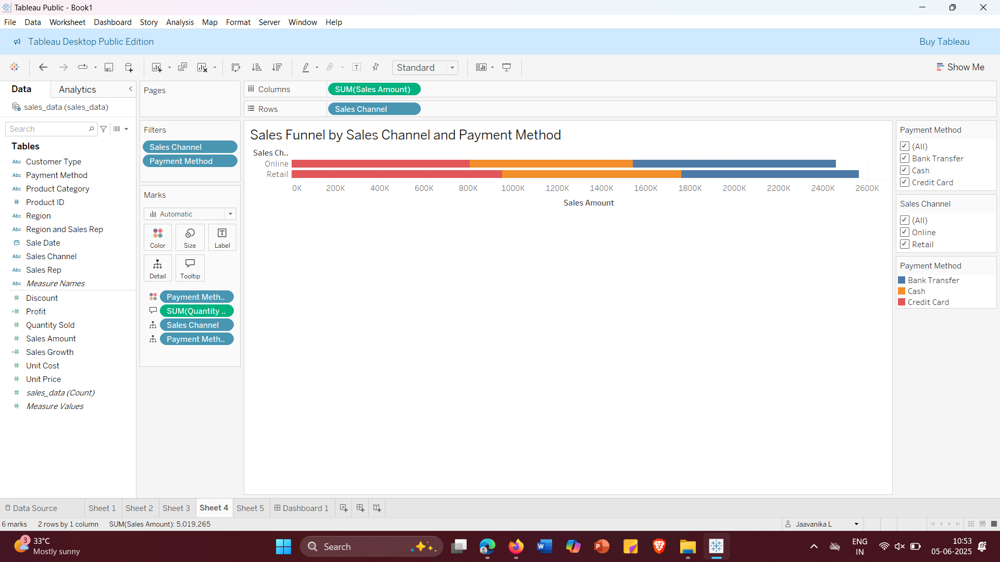 Tableau Public - Book1
File Data Worksheet Dashboard Story Analysis Map Format Server Window Help
Tableau Desktop Public Edition
Buy Tableau
Standard
Show Me
Data
Analytics
sales_data (sales_data)
Search
Tables
Abc Customer Type
Abc Payment Method
Abc Product Category
# Product ID
Abc Region
Abc Region and Sales Rep
Sale Date
Abc Sales Channel
Abc Sales Rep
Abc Measure Names
# Discount
=# Profit
# Quantity Sold
# Sales Amount
=# Sales Growth
# Unit Cost
# Unit Price
# sales_data (Count)
# Measure Values
Pages
Filters
Sales Channel
Payment Method
Marks
Automatic
Color
Size
Label
Detail
Tooltip
Payment Meth..
SUM(Quantity ..
Sales Channel
Payment Meth..
Columns
SUM(Sales Amount)
Rows
Sales Channel
Sales Funnel by Sales Channel and Payment Method
Sales Ch..
Online
Retail
0K 200K 400K 600K 800K 1000K 1200K 1400K 1600K 1800K 2000K 2200K 2400K 2600K
Sales Amount
Payment Method
(All)
Bank Transfer
Cash
Credit Card
Sales Channel
(All)
Online
Retail
Payment Method
Bank Transfer
Cash
Credit Card
Data Source
Sheet 1
Sheet 2
Sheet 3
Sheet 4
Sheet 5
Dashboard 1
6 marks 2 rows by 1 column SUM(Sales Amount): 5,019,265
Jaavanika L
3
33°C
Mostly sunny
Search
ENG
IN
10:53
05-06-2025